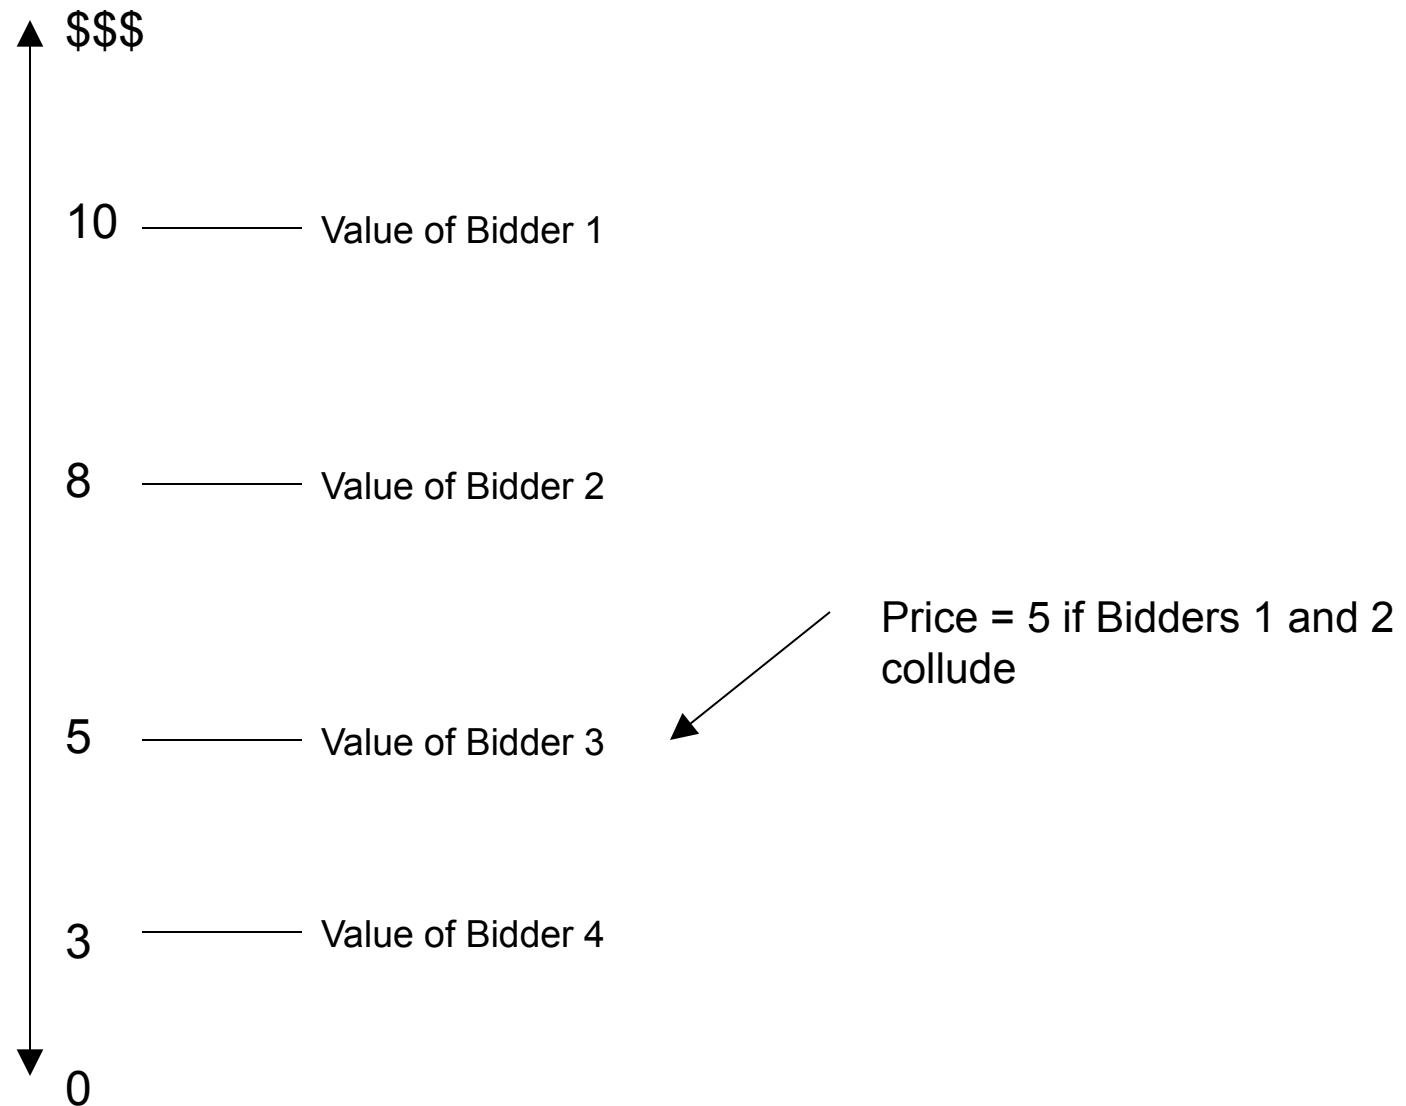 $$$
10
Value of Bidder 1
8
Value of Bidder 2
Price = 5 if Bidders 1 and 2
collude
5
Value of Bidder 3
3
Value of Bidder 4
0